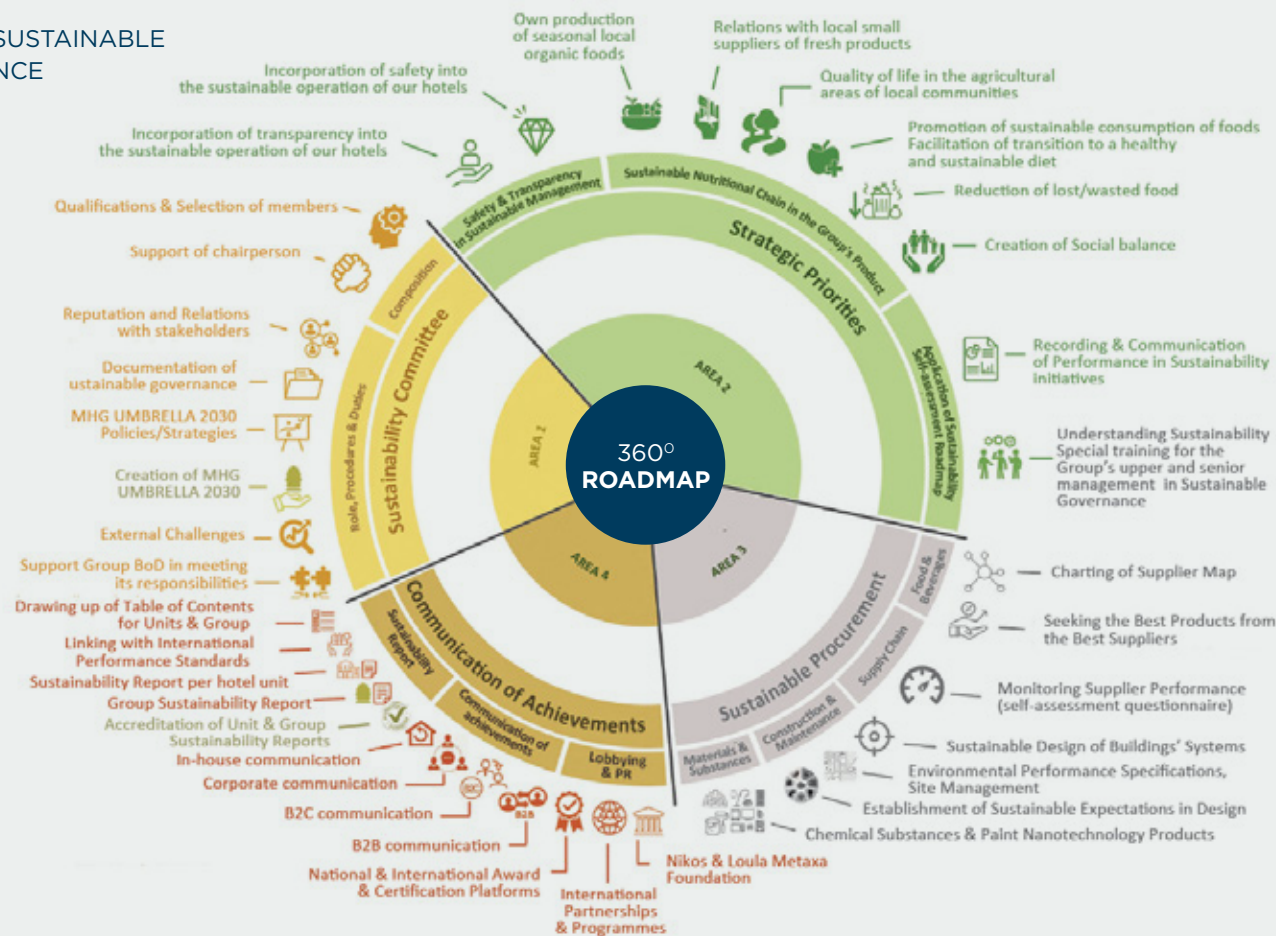 SUSTAINABLE
NCE
Own production
of seasonal local
organic foods
Relations with local small
suppliers of fresh products
Incorporation of safety into
the sustainable operation of our hotels
Quality of life in the agricultural
areas of local communities
Incorporation of transparency into
the sustainable operation of our hotels
Promotion of sustainable consumption of foods
Facilitation of transition to a healthy
and sustainable diet
Reduction of lost/wasted food
Creation of Social balance
Qualifications & Selection of members
Support of chairperson
Reputation and Relations
with stakeholders
Documentation of
ustainable governance
MHG UMBRELLA 2030
Policies/Strategies
Creation of MHG
UMBRELLA 2030
External Challenges
Support Group BoD in meeting
its responsibilities
Recording & Communication
of Performance in Sustainability
initiatives
Understanding Sustainability
Special training for the
Group's upper and senior
management in Sustainable
Governance
Safety & Transparency
in Sustainable Management
Sustainable Nutritional Chain in the Group's Product
Application of Sustainability
Self-assessment Roadmap
Strategic Priorities
Composition
Role, Procedures & Duties
Sustainability Committee
AREA 2
AREA 3
AREA 4
360⁰
ROADMAP
Food &
Beverages
Supply Chain
Construction &
Maintenance
Materials &
Substances
Sustainable Procurement
Communication of Achievements
Sustainability
Report
Communication of
achievements
Lobbying
& PR
Charting of Supplier Map
Seeking the Best Products from
the Best Suppliers
Monitoring Supplier Performance
(self-assessment questionnaire)
Sustainable Design of Buildings' Systems
Environmental Performance Specifications,
Site Management
Establishment of Sustainable Expectations in Design
Chemical Substances & Paint Nanotechnology Products
Drawing up of Table of Contents
for Units & Group
Linking with International
Performance Standards
Sustainability Report per hotel unit
Group Sustainability Report
Accreditation of Unit & Group
Sustainability Reports
In-house communication
Corporate communication
B2C communication
B2C
B2B communication
B2B
National & International Award
& Certification Platforms
International
Partnerships
& Programmes
Nikos & Loula Metaxa
Foundation